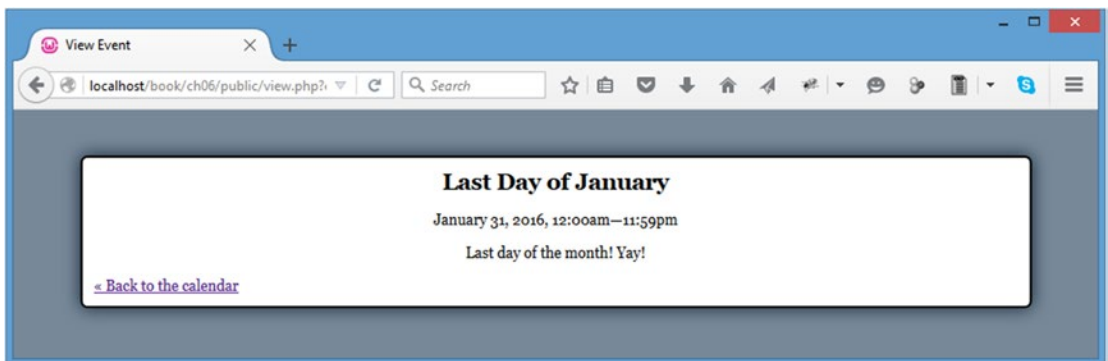 View Event
localhost/book/ch06/public/view.php?
Search
Last Day of January
January 31, 2016, 12:00am—11:59pm
Last day of the month! Yay!
« Back to the calendar